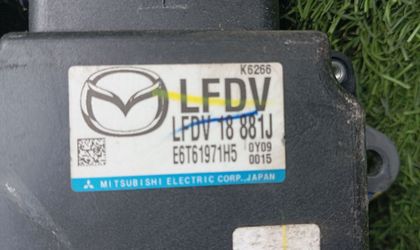 K6266
LFDV
LFDV 18 881J
E6T61971H5 0Y09
0015
MITSUBISHI ELECTRIC CORP., JAPAN